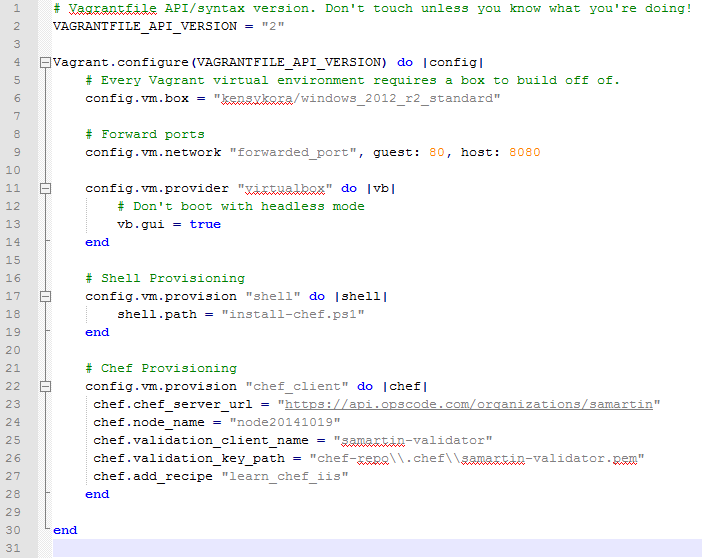 1 # Vagrantfile API/syntax version. Don't touch unless you know what you're doing!
2 VAGRANTFILE_API_VERSION = "2"
3
4 Vagrant.configure(VAGRANTFILE_API_VERSION) do |config|
5     # Every Vagrant virtual environment requires a box to build off of.
6     config.vm.box = "kensykora/windows_2012_r2_standard"
7
8     # Forward ports
9     config.vm.network "forwarded_port", guest: 80, host: 8080
10
11     config.vm.provider "virtualbox" do |vb|
12         # Don't boot with headless mode
13         vb.gui = true
14     end
15
16     # Shell Provisioning
17     config.vm.provision "shell" do |shell|
18         shell.path = "install-chef.ps1"
19     end
20
21     # Chef Provisioning
22     config.vm.provision "chef_client" do |chef|
23      chef.chef_server_url = "https://api.opscode.com/organizations/samartin"
24      chef.node_name = "node20141019"
25      chef.validation_client_name = "samartin-validator"
26      chef.validation_key_path = "chef-repo\\.chef\\samartin-validator.pem"
27      chef.add_recipe "learn_chef_iis"
28     end
29
30 end
31